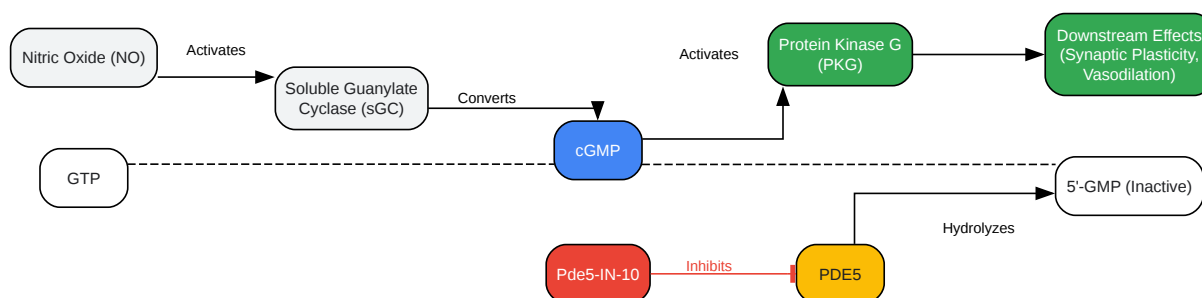 Nitric Oxide (NO)
Activates
Soluble Guanylate
Cyclase (sGC)
Converts
cGMP
Activates
Protein Kinase G
(PKG)
Downstream Effects
(Synaptic Plasticity,
Vasodilation)
GTP
5'-GMP (Inactive)
Hydrolyzes
Pde5-IN-10
Inhibits
PDE5